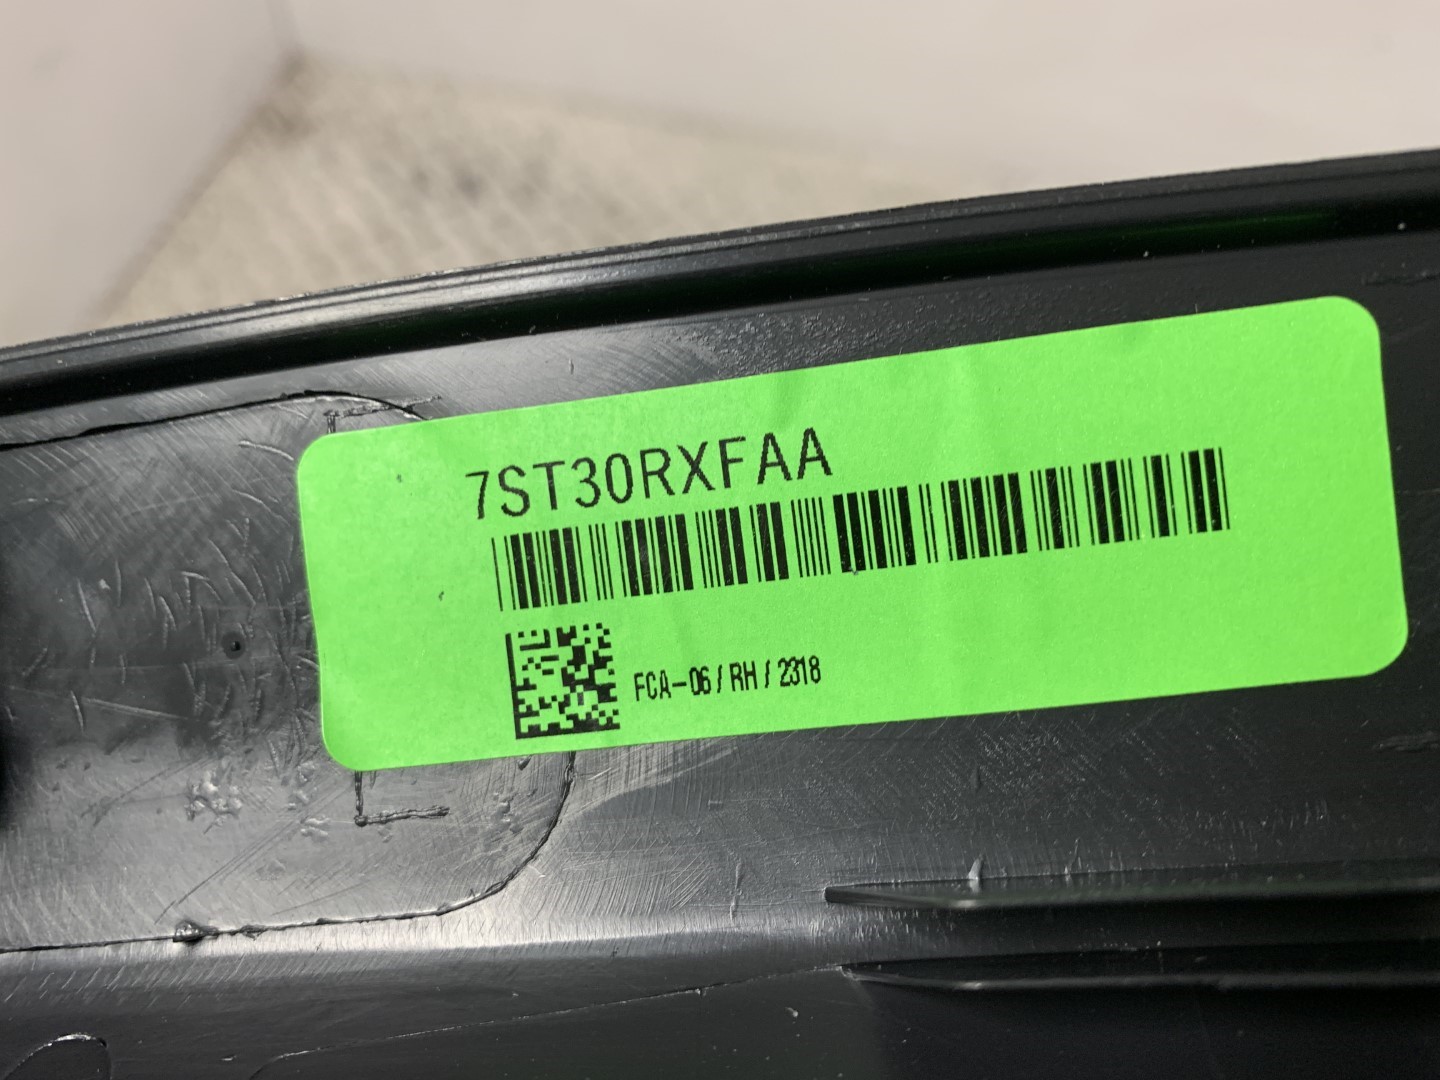 7ST30RXFAA
FCA-06 / RH / 2318